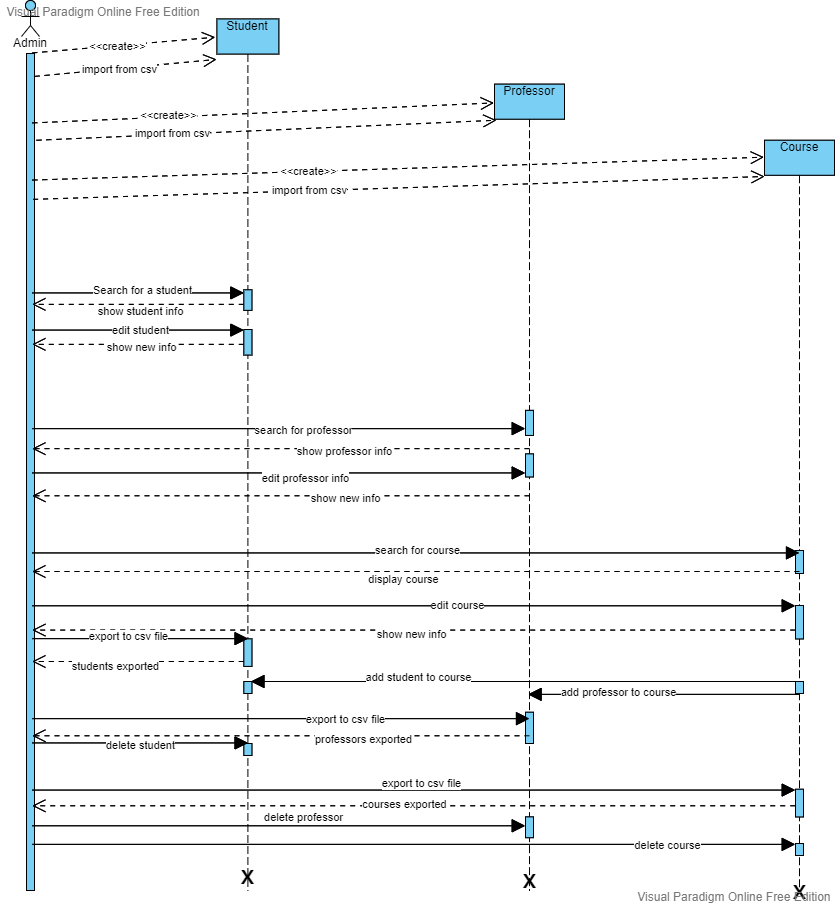 Visual Paradigm Online Free Edition
Admin
Student
<<create>>
import from csv
Professor
<<create>>
import from csv
Course
<<create>>
import from csv
Search for a student
show student info
edit student
show new info
search for professor
show professor info
edit professor info
show new info
search for course
display course
edit course
show new info
export to csv file
students exported
add student to course
add professor to course
export to csv file
professors exported
delete student
export to csv file
courses exported
delete professor
delete course
X
X
X
Visual Paradigm Online Free Edition